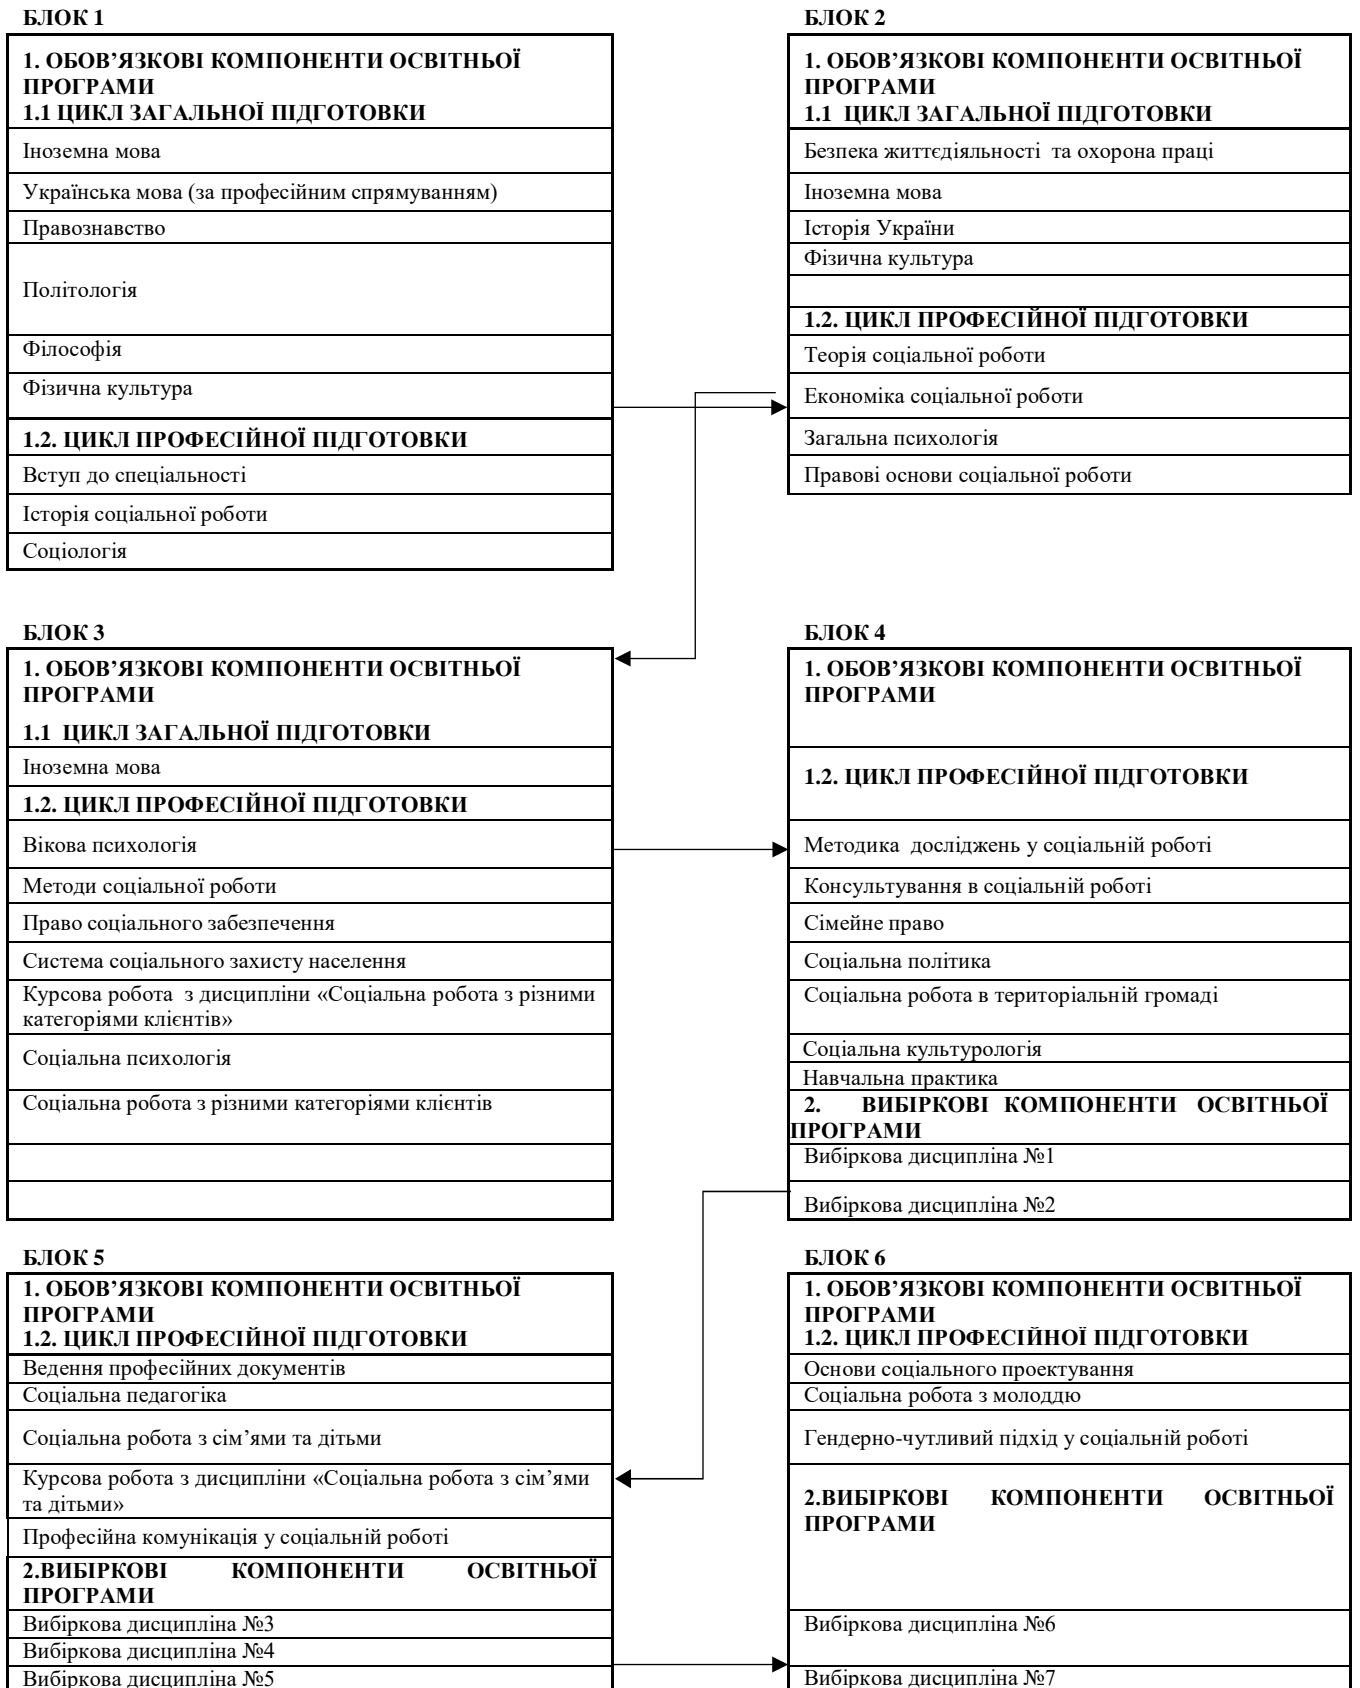 БЛОК 1
1. ОБОВ’ЯЗКОВІ КОМПОНЕНТИ ОСВІТНЬОЇ
ПРОГРАМИ
1.1 ЦИКЛ ЗАГАЛЬНОЇ ПІДГОТОВКИ
Іноземна мова
Українська мова (за професійним спрямуванням)
Правознавство
Політологія
Філософія
Фізична культура
1.2. ЦИКЛ ПРОФЕСІЙНОЇ ПІДГОТОВКИ
Вступ до спеціальності
Історія соціальної роботи
Соціологія
БЛОК 2
1. ОБОВ’ЯЗКОВІ КОМПОНЕНТИ ОСВІТНЬОЇ
ПРОГРАМИ
1.1 ЦИКЛ ЗАГАЛЬНОЇ ПІДГОТОВКИ
Безпека життєдіяльності та охорона праці
Іноземна мова
Історія України
Фізична культура
1.2. ЦИКЛ ПРОФЕСІЙНОЇ ПІДГОТОВКИ
Теорія соціальної роботи
Економіка соціальної роботи
Загальна психологія
Правові основи соціальної роботи
БЛОК 3
1. ОБОВ’ЯЗКОВІ КОМПОНЕНТИ ОСВІТНЬОЇ
ПРОГРАМИ
1.1 ЦИКЛ ЗАГАЛЬНОЇ ПІДГОТОВКИ
Іноземна мова
1.2. ЦИКЛ ПРОФЕСІЙНОЇ ПІДГОТОВКИ
Вікова психологія
Методи соціальної роботи
Право соціального забезпечення
Система соціального захисту населення
Курсова робота з дисципліни «Соціальна робота з різними
категоріями клієнтів»
Соціальна психологія
Соціальна робота з різними категоріями клієнтів
БЛОК 4
1. ОБОВ’ЯЗКОВІ КОМПОНЕНТИ ОСВІТНЬОЇ
ПРОГРАМИ
1.2. ЦИКЛ ПРОФЕСІЙНОЇ ПІДГОТОВКИ
Методика досліджень у соціальній роботі
Консультування в соціальній роботі
Сімейне право
Соціальна політика
Соціальна робота в територіальній громаді
Соціальна культурологія
Навчальна практика
2. ВИБІРКОВІ КОМПОНЕНТИ ОСВІТНЬОЇ
ПРОГРАМИ
Вибіркова дисципліна №1
Вибіркова дисципліна №2
БЛОК 5
1. ОБОВ’ЯЗКОВІ КОМПОНЕНТИ ОСВІТНЬОЇ
ПРОГРАМИ
1.2. ЦИКЛ ПРОФЕСІЙНОЇ ПІДГОТОВКИ
Ведення професійних документів
Соціальна педагогіка
Соціальна робота з сім’ями та дітьми
Курсова робота з дисципліни «Соціальна робота з сім’ями
та дітьми»
Професійна комунікація у соціальній роботі
2.ВИБІРКОВІ КОМПОНЕНТИ ОСВІТНЬОЇ
ПРОГРАМИ
Вибіркова дисципліна №3
Вибіркова дисципліна №4
Вибіркова дисципліна №5
БЛОК 6
1. ОБОВ’ЯЗКОВІ КОМПОНЕНТИ ОСВІТНЬОЇ
ПРОГРАМИ
1.2. ЦИКЛ ПРОФЕСІЙНОЇ ПІДГОТОВКИ
Основи соціального проектування
Соціальна робота з молоддю
Гендерно-чутливий підхід у соціальній роботі
2.ВИБІРКОВІ КОМПОНЕНТИ ОСВІТНЬОЇ
ПРОГРАМИ
Вибіркова дисципліна №6
Вибіркова дисципліна №7